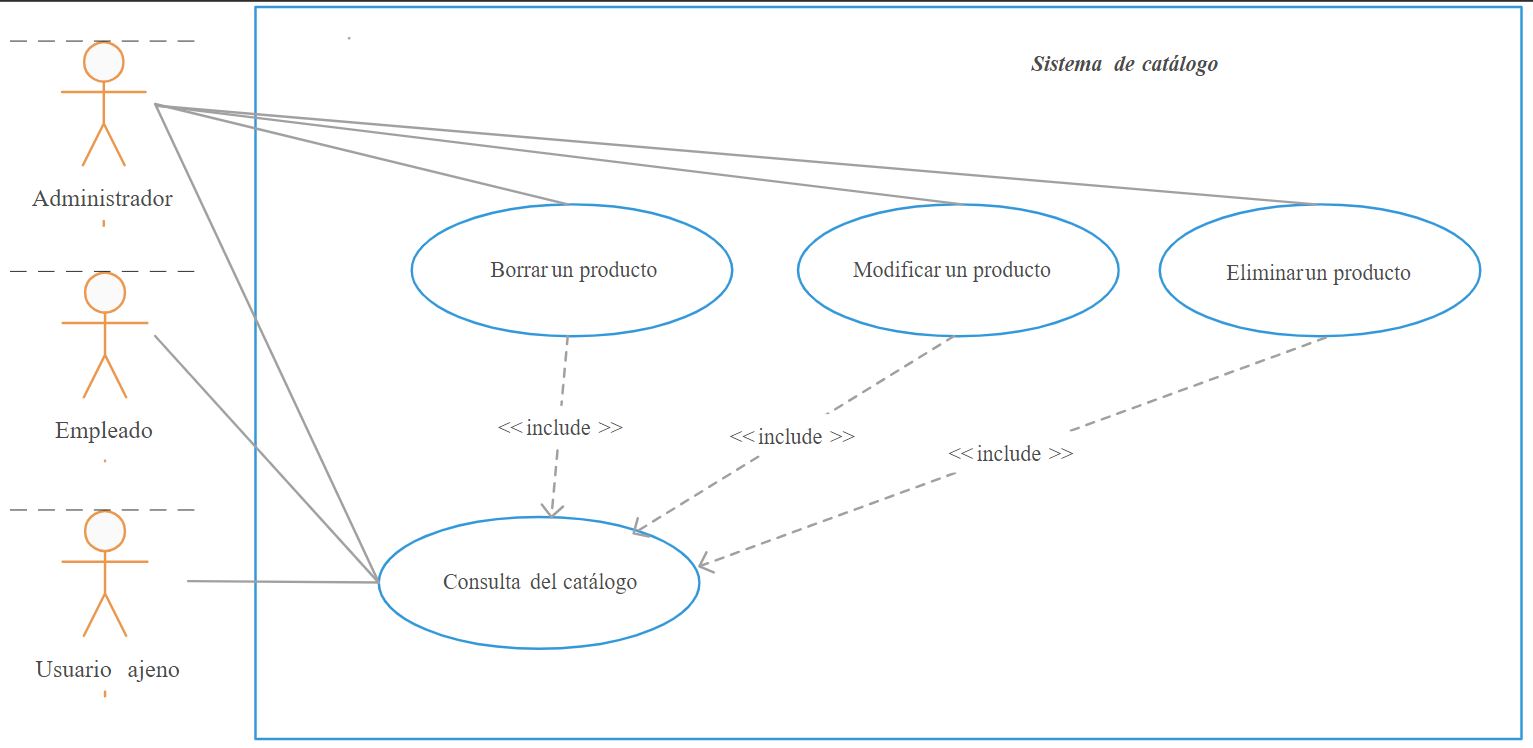 Sistema de catálogo
Administrador
Borrar un producto
Modificar un producto
Eliminar un producto
Empleado
<< include >>
<< include >>
<< include >>
Consulta del catálogo
Usuario ajeno